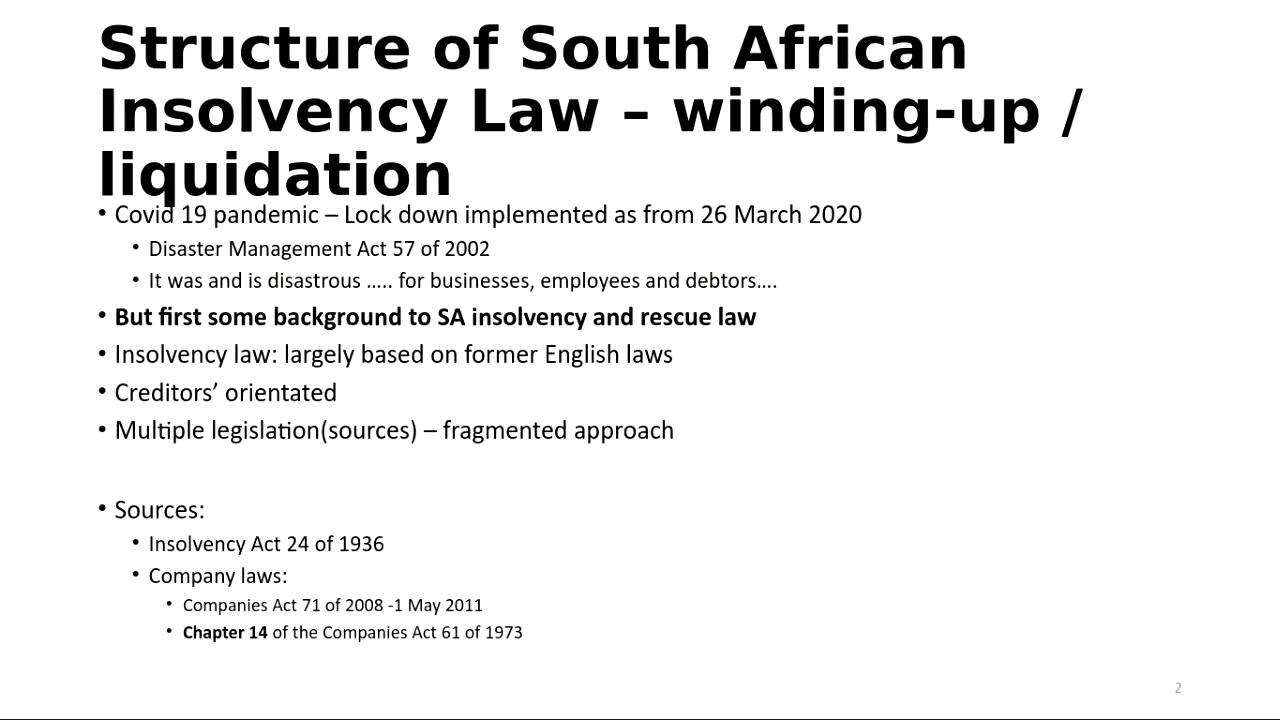 Structure of South African
Insolvency Law – winding-up /
liquidation
• Covid 19 pandemic – Lock down implemented as from 26 March 2020
• Disaster Management Act 57 of 2002
• It was and is disastrous ….. for businesses, employees and debtors….
• But first some background to SA insolvency and rescue law
• Insolvency law: largely based on former English laws
• Creditors’ orientated
• Multiple legislation(sources) – fragmented approach
• Sources:
• Insolvency Act 24 of 1936
• Company laws:
• Companies Act 71 of 2008 -1 May 2011
• Chapter 14 of the Companies Act 61 of 1973
2